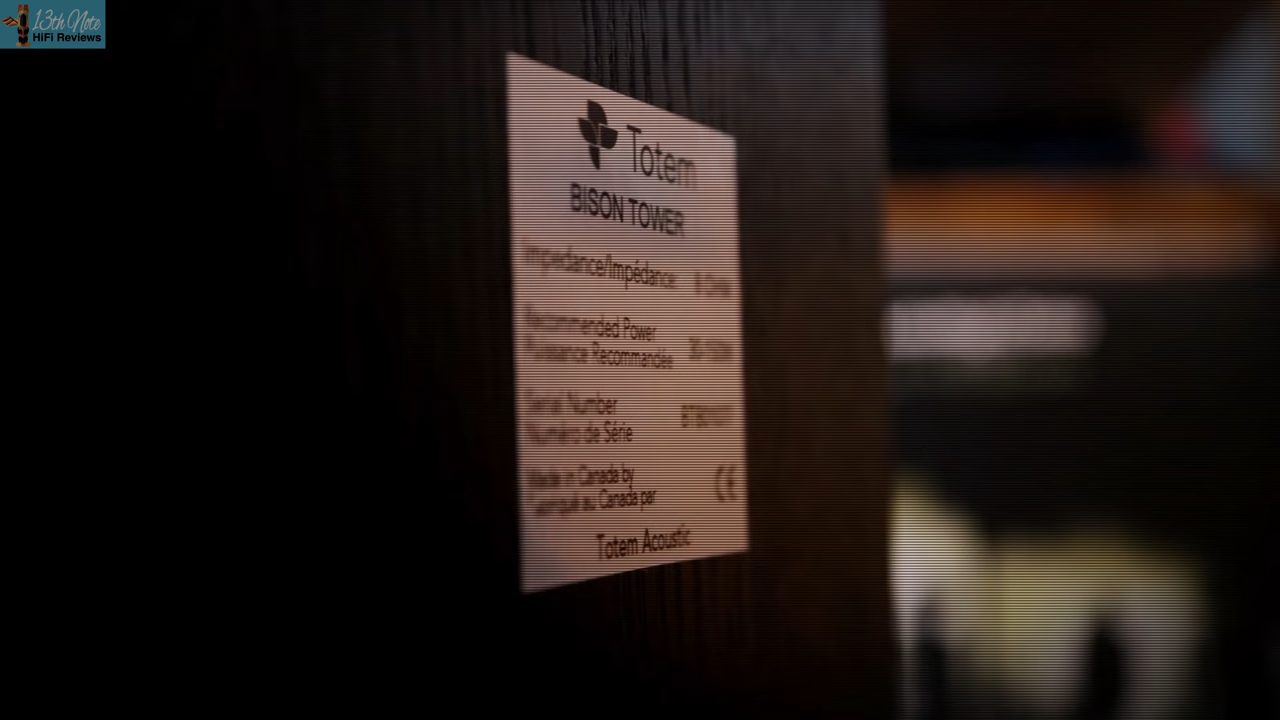 13th Note
HiFi Reviews
Totem
BISON TOWER
Impedance/Impédance
Recommended Power
Puissance Recommandée
Serial Number
Numéro de Série
Made in Canada by
Fabriqué au Canada par
CE
Totem Acoustic